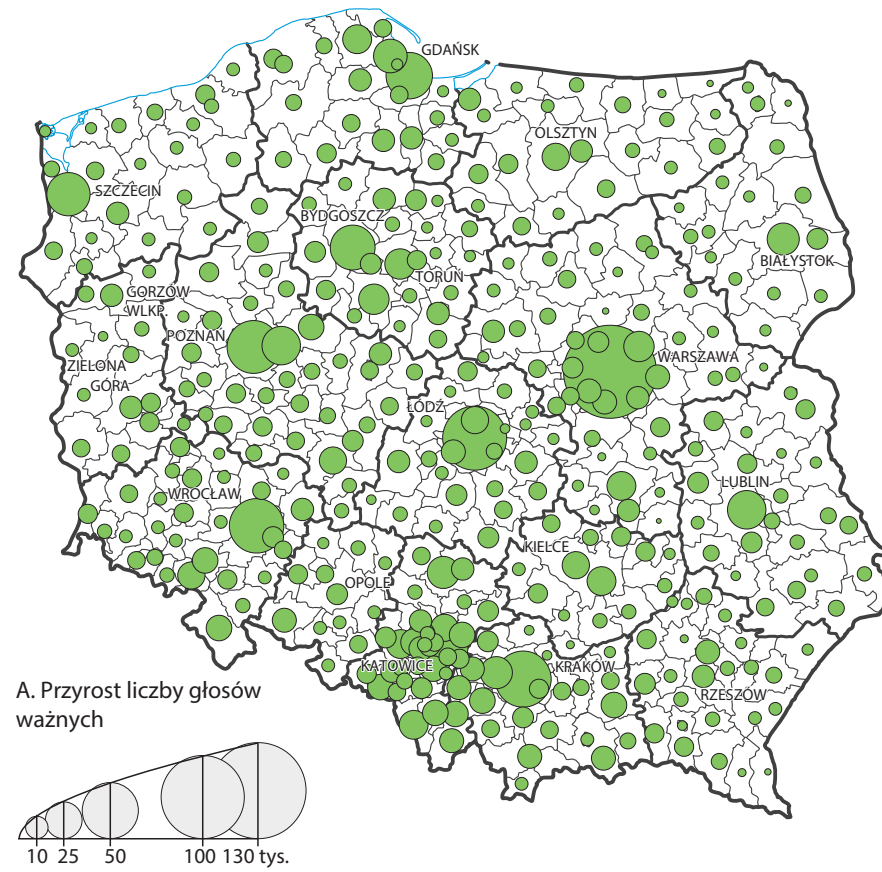 GDAŃSK
OLSZTYN
SZCZECIN
BYDGOSZCZ
BIAŁYSTOK
TORUŃ
GORZÓW
WLKP.
POZNAŃ
WARSZAWA
ZIELONA
GÓRA
ŁÓDŹ
WROCŁAW
LUBLIN
KIELCE
OPOLE
KATOWICE
KRAKÓW
RZESZÓW
A. Przyrost liczby głosów
ważnych
10 25 50 100 130 tys.